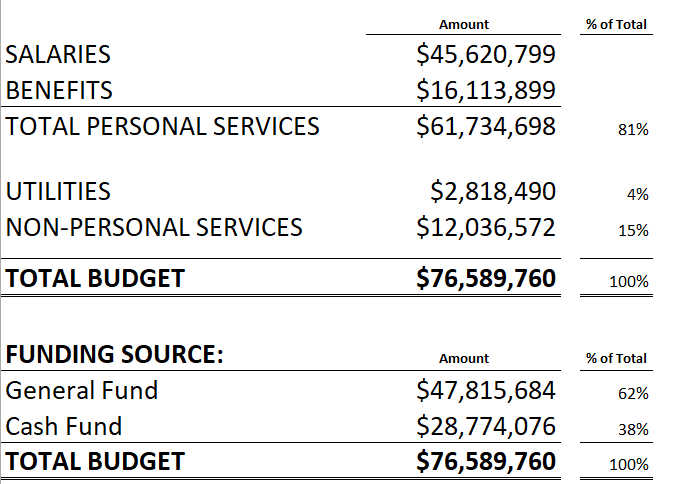 Amount % of Total
SALARIES $45,620,799
BENEFITS $16,113,899
TOTAL PERSONAL SERVICES $61,734,698 81%
UTILITIES $2,818,490 4%
NON-PERSONAL SERVICES $12,036,572 15%
TOTAL BUDGET $76,589,760 100%
FUNDING SOURCE: Amount % of Total
General Fund $47,815,684 62%
Cash Fund $28,774,076 38%
TOTAL BUDGET $76,589,760 100%